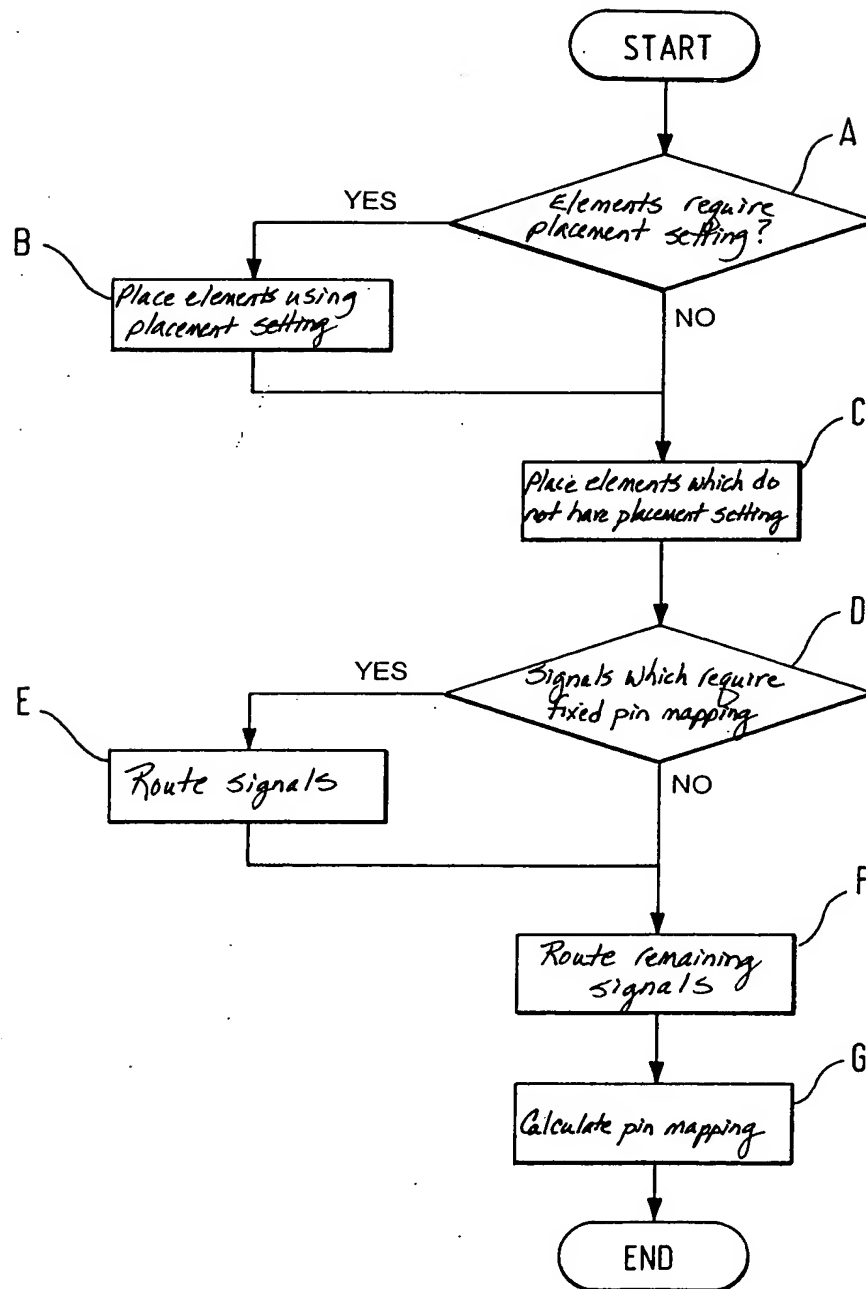 START
A
Elements require
placement setting?
YES
B
Place elements using
placement setting
NO
C
Place elements which do
not have placement setting
D
Signals which require
fixed pin mapping
YES
E
Route signals
NO
F
Route remaining
signals
G
Calculate pin mapping
END